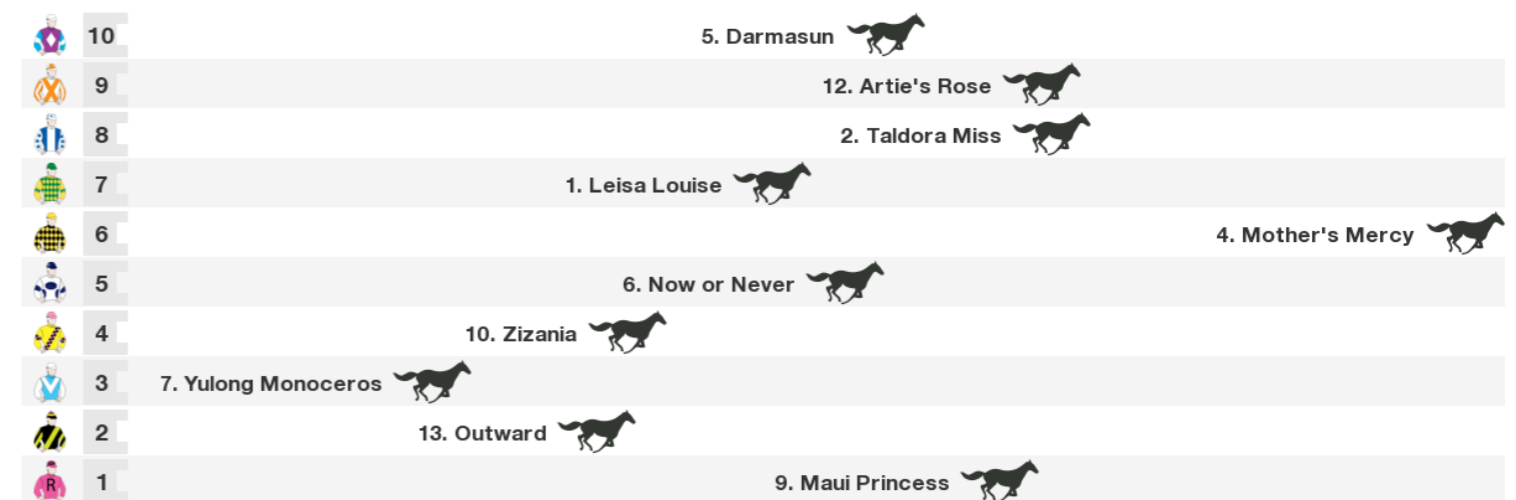 10 5. Darmasun
9 12. Artie's Rose
8 2. Taldora Miss
7 1. Leisa Louise
6 4. Mother's Mercy
5 6. Now or Never
4 10. Zizania
3 7. Yulong Monoceros
2 13. Outward
R 1 9. Maui Princess